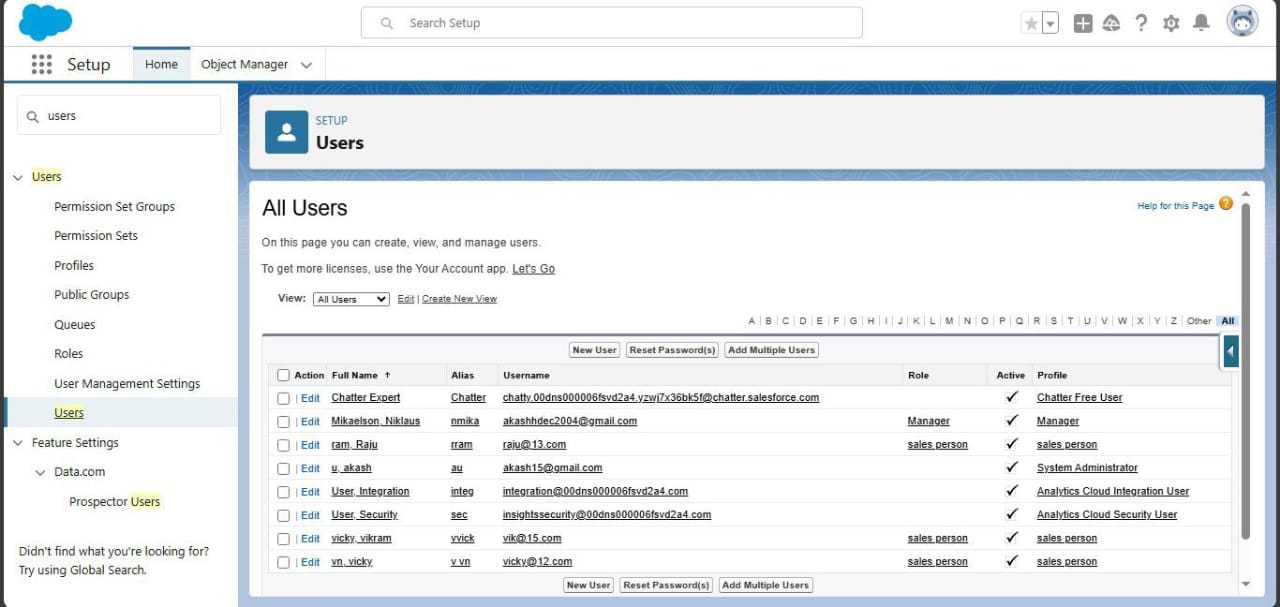 Search Setup
Setup Home Object Manager
users
SETUP
Users
Users
Permission Set Groups
Permission Sets
Profiles
Public Groups
Queues
Roles
User Management Settings
Users
Feature Settings
Data.com
Prospector Users
Didn't find what you're looking for?
Try using Global Search.
All Users
Help for this Page ?
On this page you can create, view, and manage users.
To get more licenses, use the Your Account app. Let's Go
View: All Users Edit | Create New View
A | B | C | D | E | F | G | H | I | J | K | L | M | N | O | P | Q | R | S | T | U | V | W | X | Y | Z | Other | All
New User Reset Password(s) Add Multiple Users
Action Full Name ↑ Alias Username Role Active Profile
| Edit Chatter Expert Chatter chatty.00dns000006fsvd2a4.yzwj7x36bk5f@chatter.salesforce.com ✓ Chatter Free User
| Edit Mikaelson, Niklaus nmika akashhdec2004@gmail.com Manager ✓ Manager
| Edit ram, Raju rram raju@13.com sales person ✓ sales person
| Edit u, akash au akash15@gmail.com ✓ System Administrator
| Edit User, Integration integ integration@00dns000006fsvd2a4.com ✓ Analytics Cloud Integration User
| Edit User, Security sec insightssecurity@00dns000006fsvd2a4.com ✓ Analytics Cloud Security User
| Edit vicky, vikram vvick vik@15.com sales person ✓ sales person
| Edit vn, vicky v vn vicky@12.com sales person ✓ sales person
New User Reset Password(s) Add Multiple Users